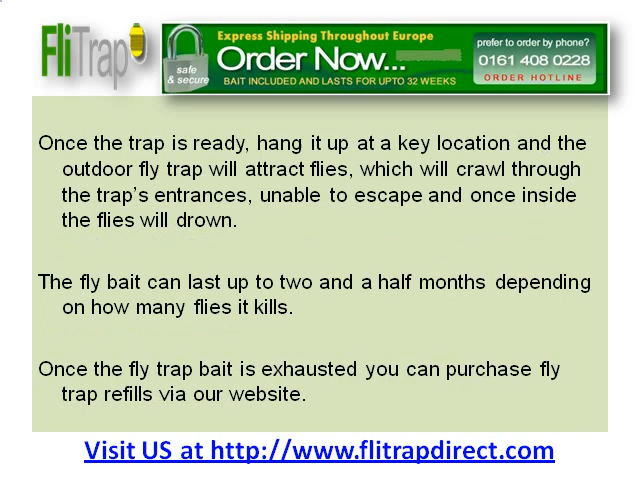 FliTrap
Express Shipping Throughout Europe
Order Now...
safe
& secure
BAIT INCLUDED AND LASTS FOR UPTO 32 WEEKS
prefer to order by phone?
0161 408 0228
ORDER HOTLINE
Once the trap is ready, hang it up at a key location and the
outdoor fly trap will attract flies, which will crawl through
the trap’s entrances, unable to escape and once inside
the flies will drown.
The fly bait can last up to two and a half months depending
on how many flies it kills.
Once the fly trap bait is exhausted you can purchase fly
trap refills via our website.
Visit US at http://www.flitrapdirect.com